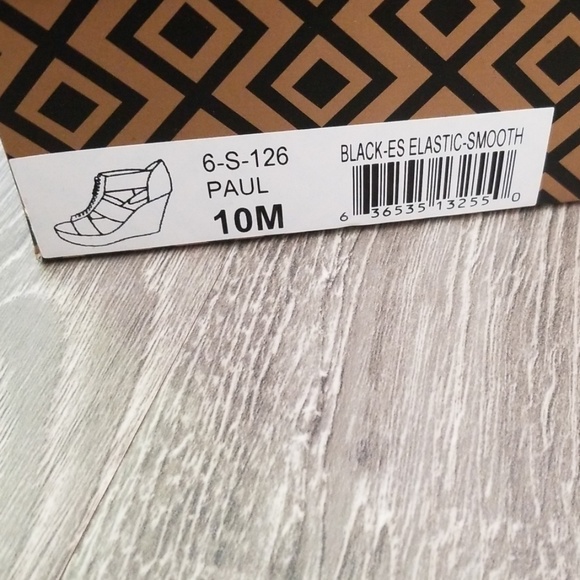 6-S-126
PAUL
10M
BLACK-ES ELASTIC-SMOOTH
6 36535 13255 0